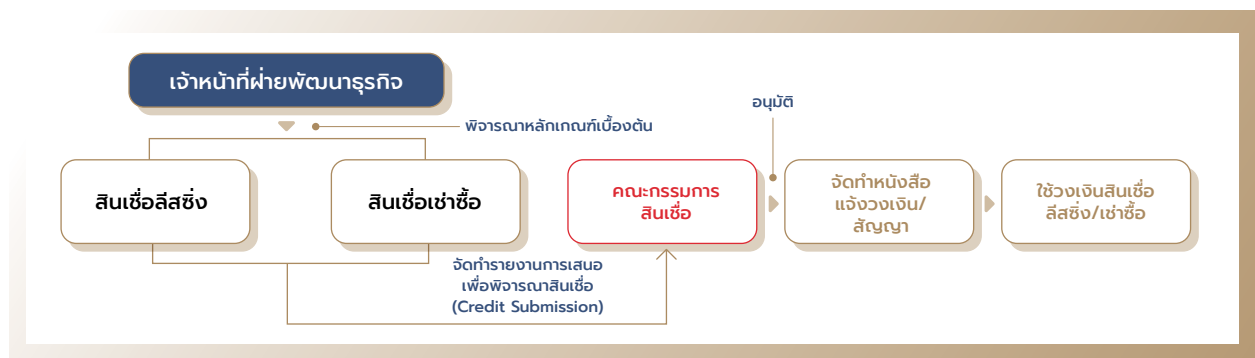 เจ้าหน้าที่ฝ่ายพัฒนาธุรกิจ
พิจารณาหลักเกณฑ์เบื้องต้น
อนุมัติ
สินเชื่อลีสซิ่ง
สินเชื่อเช่าซื้อ
คณะกรรมการ
สินเชื่อ
จัดทำหนังสือ
แจ้งวงเงิน/
สัญญา
ใช้วงเงินสินเชื่อ
ลีสซิ่ง/เช่าซื้อ
จัดทำรายงานการเสนอ
เพื่อพิจารณาสินเชื่อ
(Credit Submission)